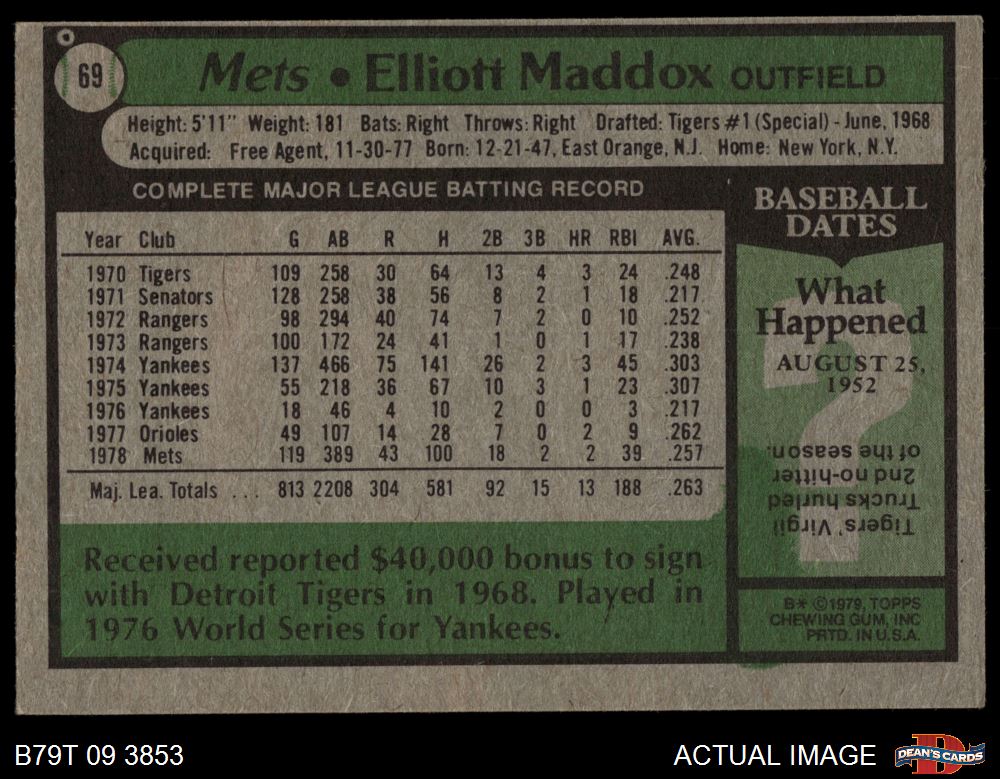 69
Mets • Elliott Maddox OUTFIELD
Height: 5'11" Weight: 181 Bats: Right Throws: Right Drafted: Tigers #1 (Special) - June, 1968
Acquired: Free Agent, 11-30-77 Born: 12-21-47, East Orange, N.J. Home: New York, N.Y.
COMPLETE MAJOR LEAGUE BATTING RECORD
Year Club G AB R H 2B 3B HR RBI AVG.
1970 Tigers 109 258 30 64 13 4 3 24 .248
1971 Senators 128 258 38 56 8 2 1 18 .217
1972 Rangers 98 294 40 74 7 2 0 10 .252
1973 Rangers 100 172 24 41 1 0 1 17 .238
1974 Yankees 137 466 75 141 26 2 3 45 .303
1975 Yankees 55 218 36 67 10 3 1 23 .307
1976 Yankees 18 46 4 10 2 0 0 3 .217
1977 Orioles 49 107 14 28 7 0 2 9 .262
1978 Mets 119 389 43 100 18 2 2 39 .257
Maj. Lea. Totals ... 813 2208 304 581 92 15 13 188 .263
Received reported $40,000 bonus to sign
with Detroit Tigers in 1968. Played in
1976 World Series for Yankees.
BASEBALL
DATES
What
Happened
AUGUST 25,
1952
?
Tigers' Virgil
Trucks hurled
2nd no-hitter
of the season.
B* ©1979, TOPPS
CHEWING GUM, INC
PRTD. IN U.S.A.
B79T 09 3853
ACTUAL IMAGE
D
DEAN'S CARDS